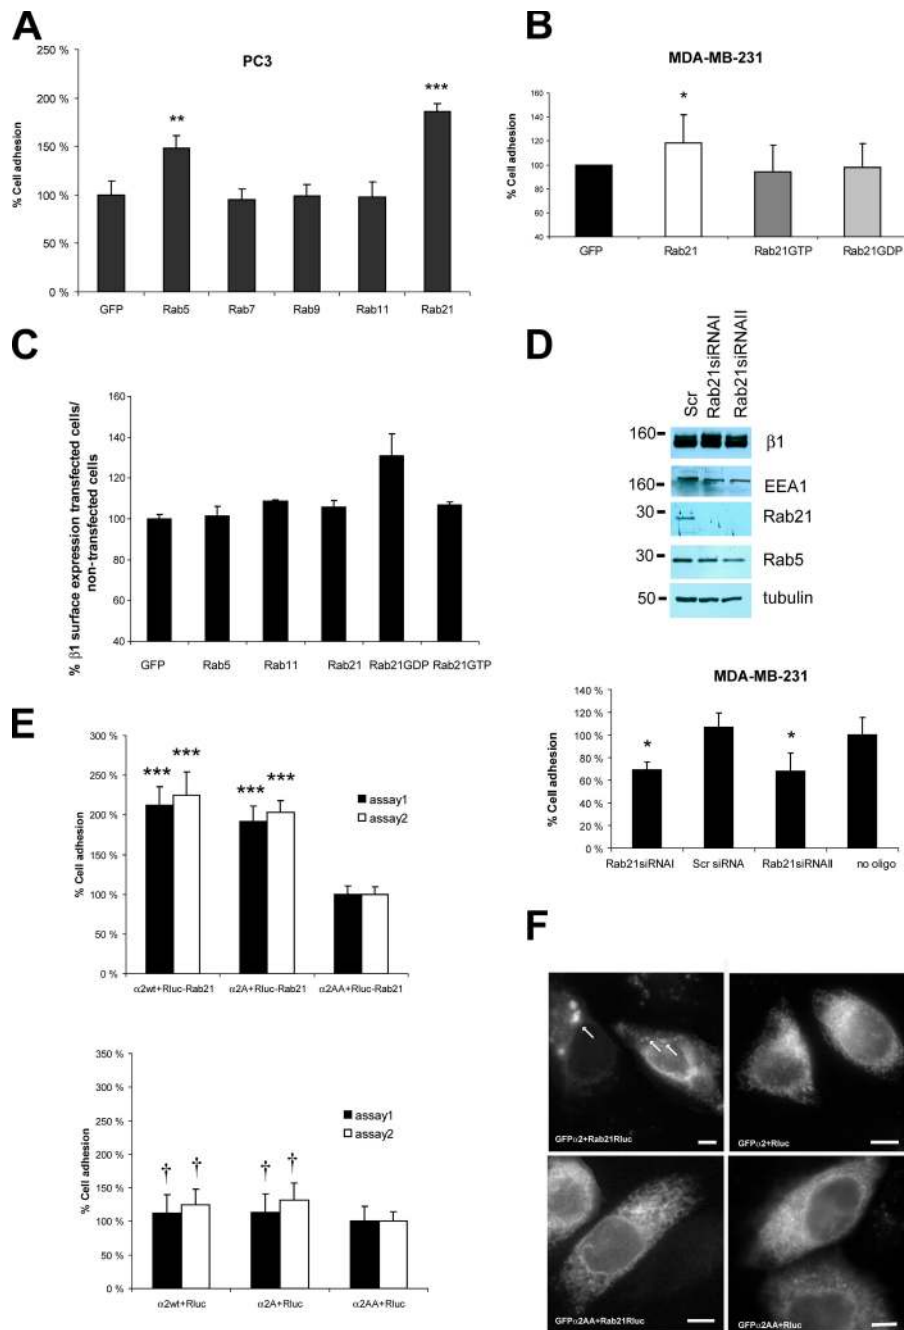 A
PC3
% Cell adhesion
250 %
200 %
150 %
100 %
50 %
0 %
**
***
GFP Rab5 Rab7 Rab9 Rab11 Rab21
B
MDA-MB-231
% Cell adhesion
160
140
120
100
80
60
40
*
GFP Rab21 Rab21GTP Rab21GDP
C
% β1 surface expression transfected cells/
non-transfected cells
160
140
120
100
80
60
40
GFP Rab5 Rab11 Rab21 Rab21GDP Rab21GTP
D
Scr
Rab21siRNAI
Rab21siRNAII
160 β1
160 EEA1
30 Rab21
30 Rab5
50 tubulin
MDA-MB-231
% Cell adhesion
140 %
120 %
100 %
80 %
60 %
40 %
20 %
0 %
* *
Rab21siRNAI Scr siRNA Rab21siRNAII no oligo
E
% Cell adhesion
300 %
250 %
200 %
150 %
100 %
50 %
0 %
*** *** *** ***
assay1
assay2
α2wt+Rluc-Rab21 α2A+Rluc-Rab21 α2AA+Rluc-Rab21
% Cell adhesion
350 %
300 %
250 %
200 %
150 %
100 %
50 %
0 %
† † † †
assay1
assay2
α2wt+Rluc α2A+Rluc α2AA+Rluc
F
GFPα2+Rab21Rluc
GFPα2+Rluc
GFPα2AA+Rab21Rluc
GFPα2AA+Rluc